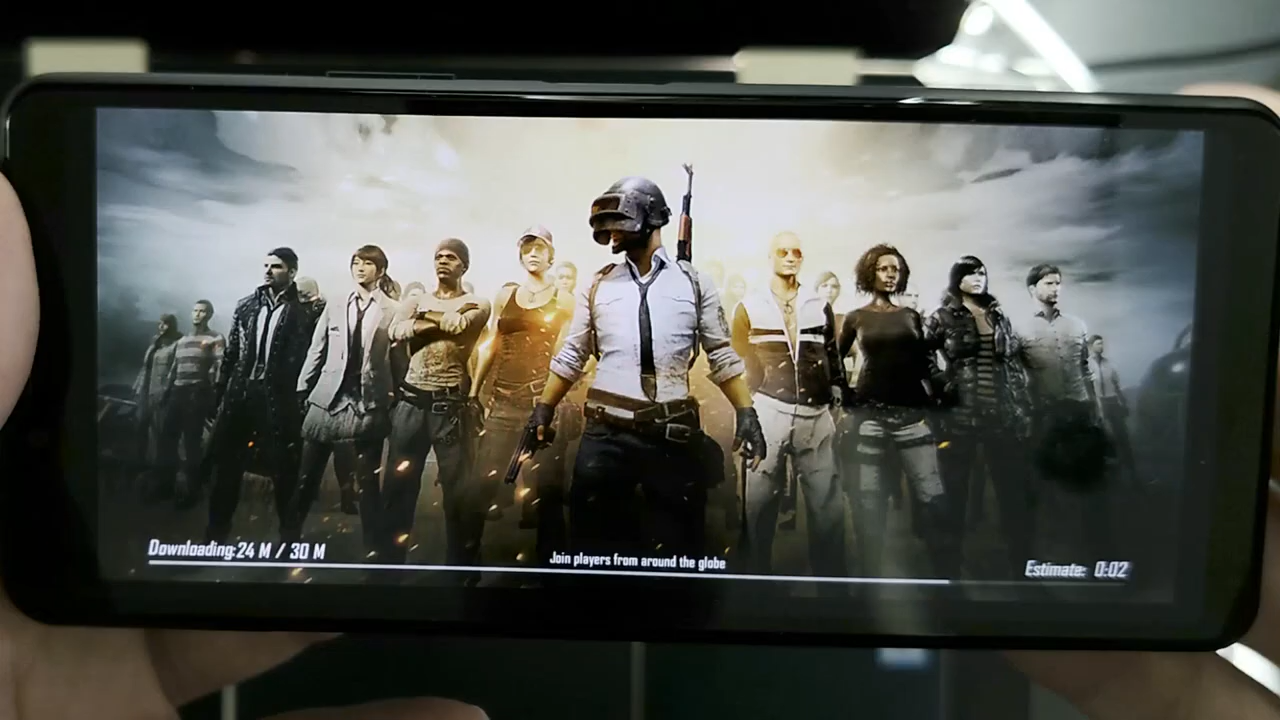 Downloading:24 M / 30 M
Join players from around the globe
Estimate: 0:02